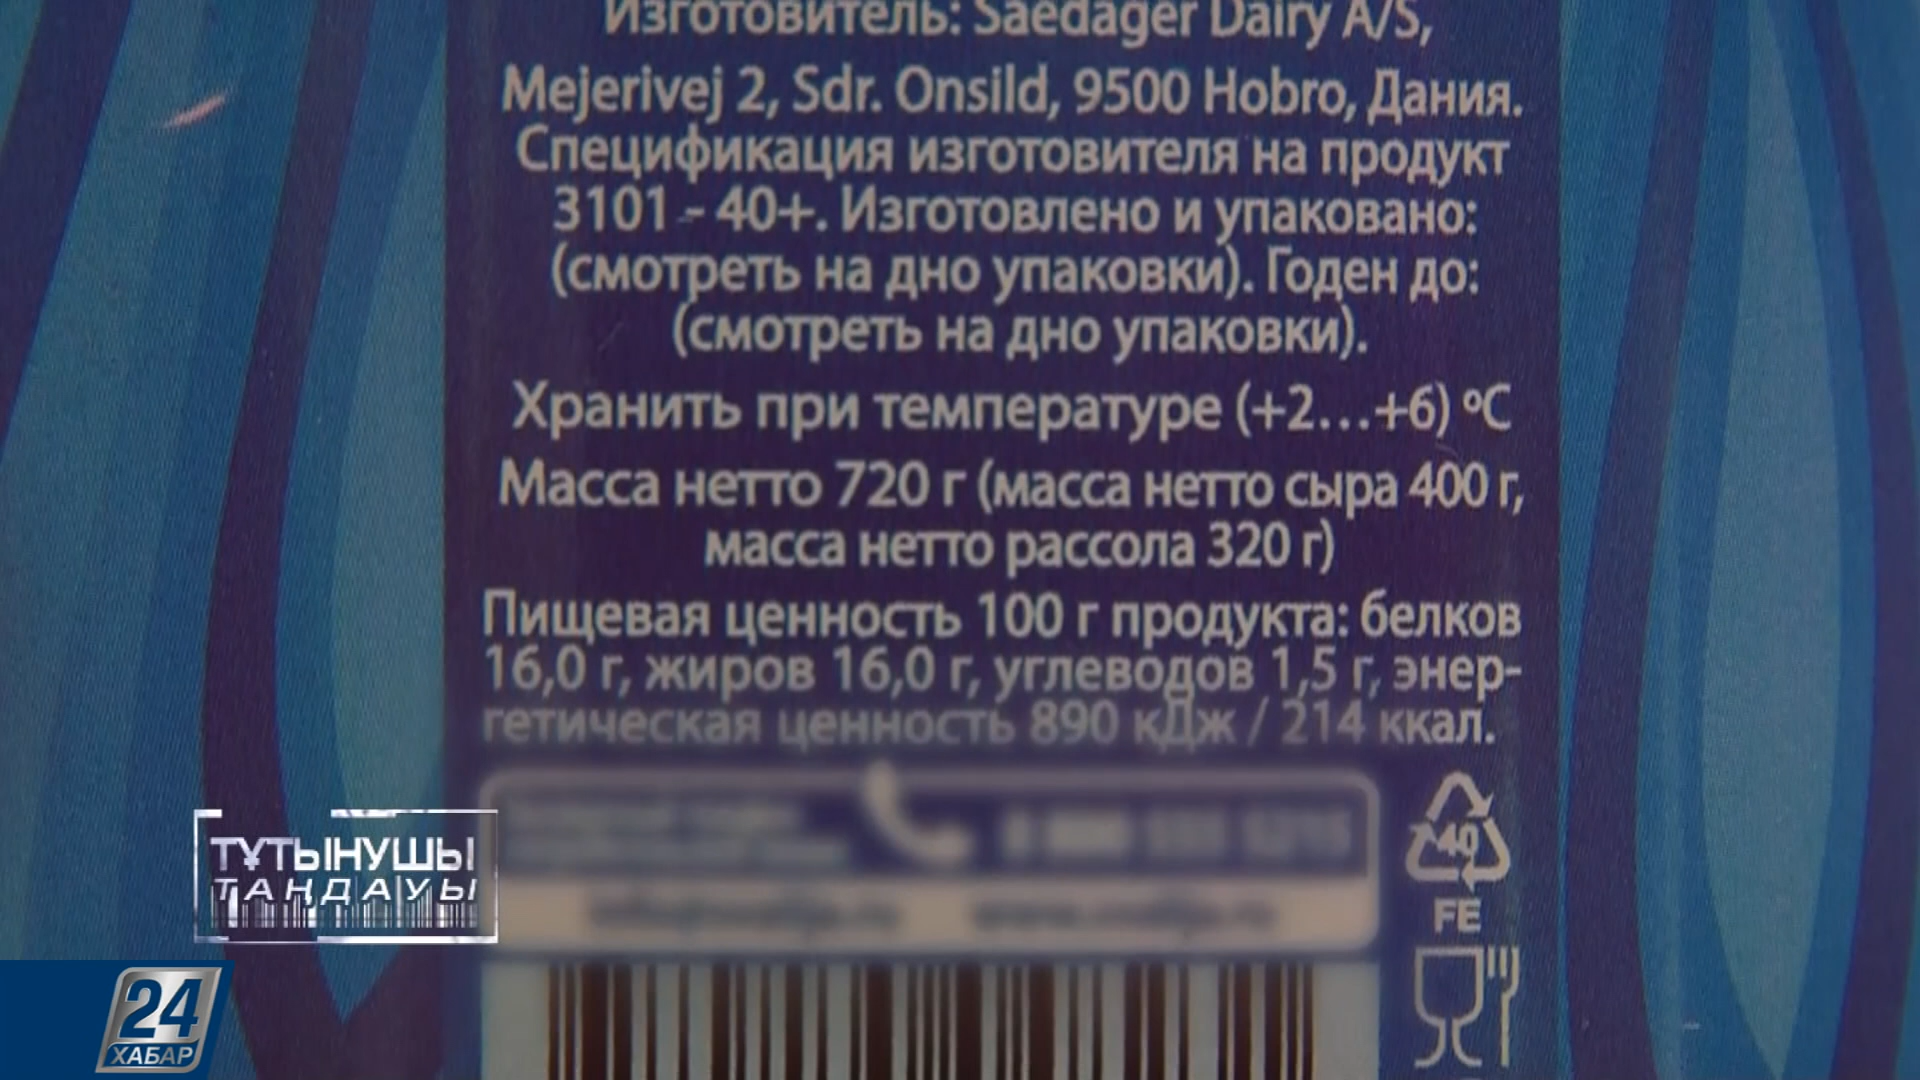 Изготовитель: Saedager Dairy A/S,
Mejerivej 2, Sdr. Onsild, 9500 Hobro, Дания.
Спецификация изготовителя на продукт
3101 - 40+. Изготовлено и упаковано:
(смотреть на дно упаковки). Годен до:
(смотреть на дно упаковки).
Хранить при температуре (+2...+6) ºC
Масса нетто 720 г (масса нетто сыра 400 г,
масса нетто рассола 320 г)
Пищевая ценность 100 г продукта: белков
16,0 г, жиров 16,0 г, углеводов 1,5 г, энер-
гетическая ценность 890 кДж / 214 ккал.
40
FE
ТҰТЫНУШЫ
ТАҢДАУЫ
24
ХАБАР